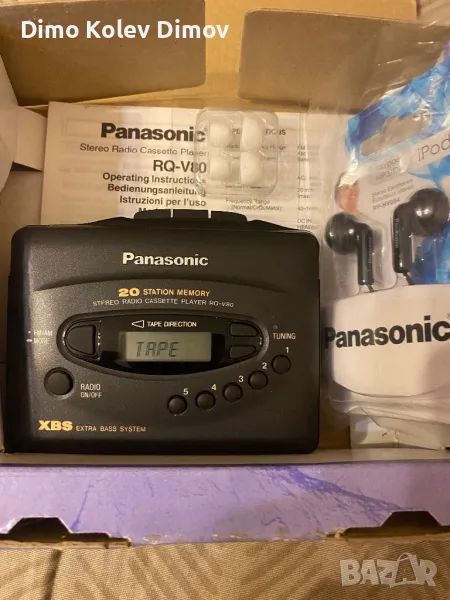 Dimo Kolev Dimov
Panasonic
Stereo Radio Cassette Player
RQ-V80
Operating Instructions
Bedienungsanleitung
Istruzioni per l'uso
iPod
Panasonic
20 STATION MEMORY
STEREO RADIO CASSETTE PLAYER RQ-V80
TAPE DIRECTION
FM/AM
MODE
TAPE
TUNING
1
2
3
4
5
RADIO
ON/OFF
XBS EXTRA BASS SYSTEM
Panasonic
BAZAR